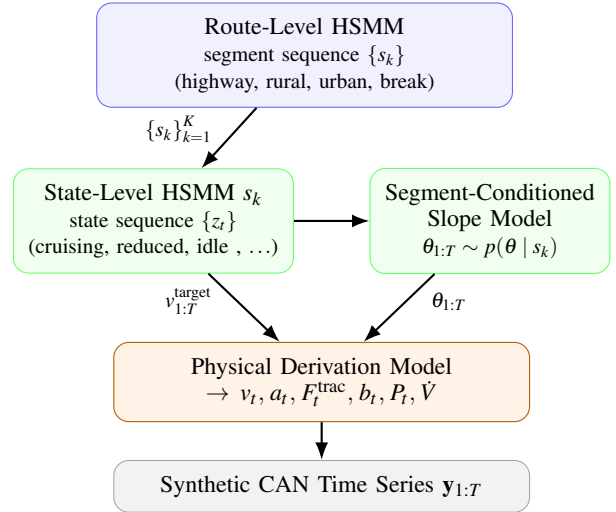 Route-Level HSMM
segment sequence {s_k}
(highway, rural, urban, break)
{s_k}_{k=1}^K
State-Level HSMM s_k
state sequence {z_t}
(cruising, reduced, idle , …)
Segment-Conditioned
Slope Model
θ_{1:T} ∼ p(θ | s_k)
v_{1:T}^{target}
θ_{1:T}
Physical Derivation Model
→ v_t, a_t, F_t^{trac}, b_t, P_t, V̇
Synthetic CAN Time Series y_{1:T}